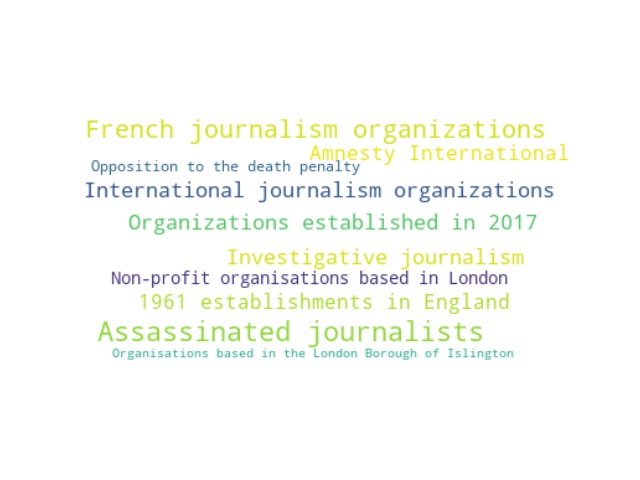 French journalism organizations
Amnesty International
Opposition to the death penalty
International journalism organizations
Organizations established in 2017
Investigative journalism
Non-profit organisations based in London
1961 establishments in England
Assassinated journalists
Organisations based in the London Borough of Islington